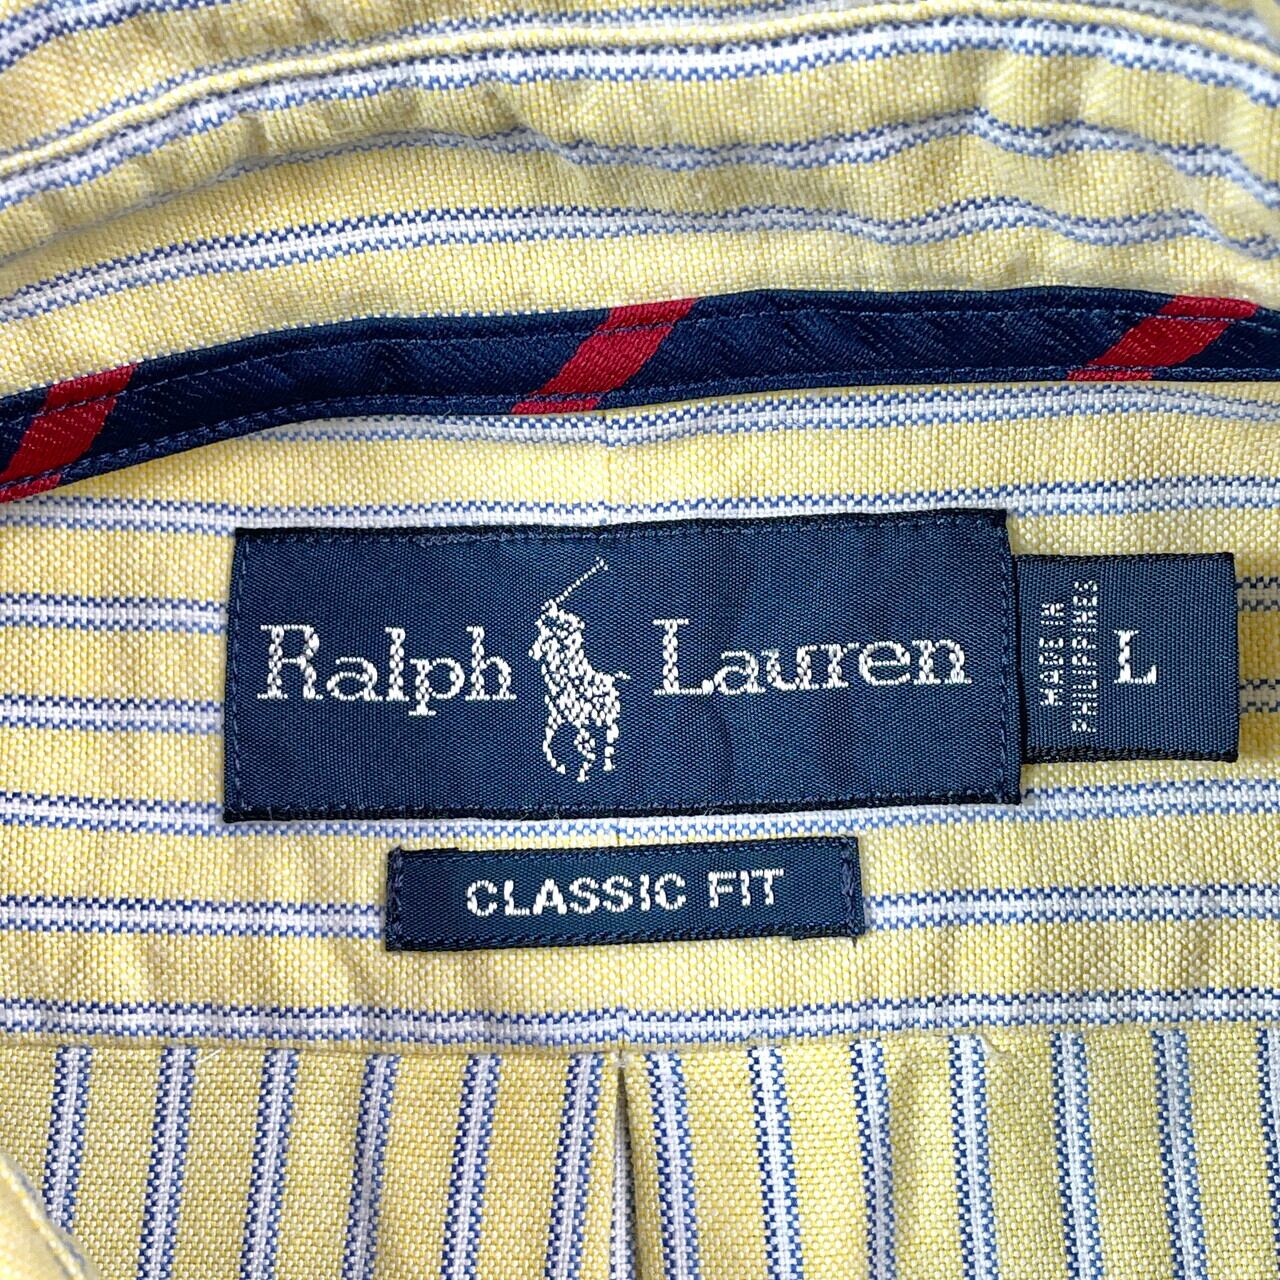 Ralph Lauren
MADE IN
PHILIPPINES
L
CLASSIC FIT